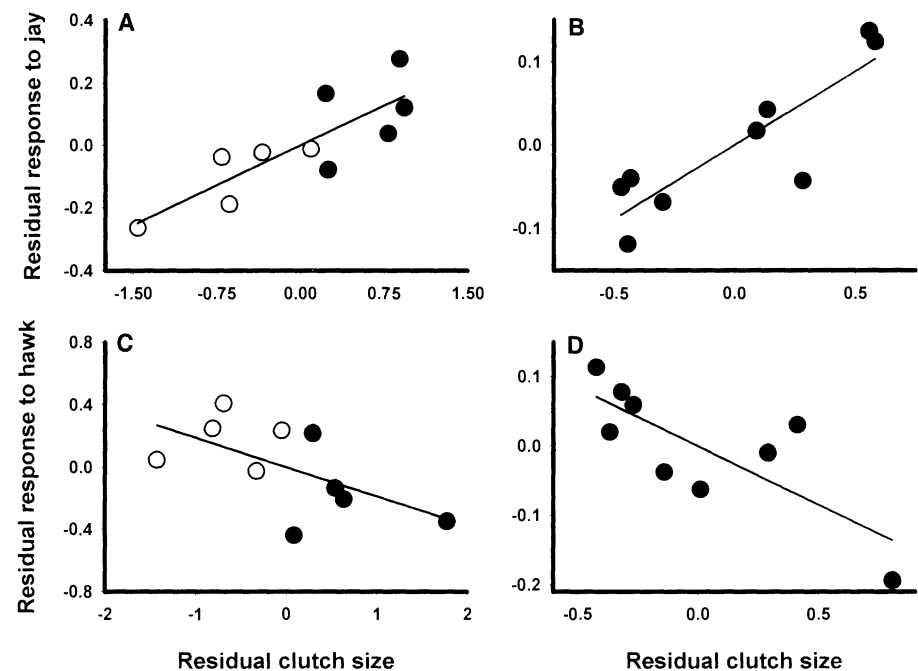 A
B
Residual response to jay
0.4
0.2
0.0
-0.2
-0.4
-1.50 -0.75 0.00 0.75 1.50
0.1
0.0
-0.1
-0.5 0.0 0.5
C
D
Residual response to hawk
0.8
0.4
0.0
-0.4
-0.8
-2 -1 0 1 2
0.1
0.0
-0.1
-0.2
-0.5 0.0 0.5
Residual clutch size
Residual clutch size